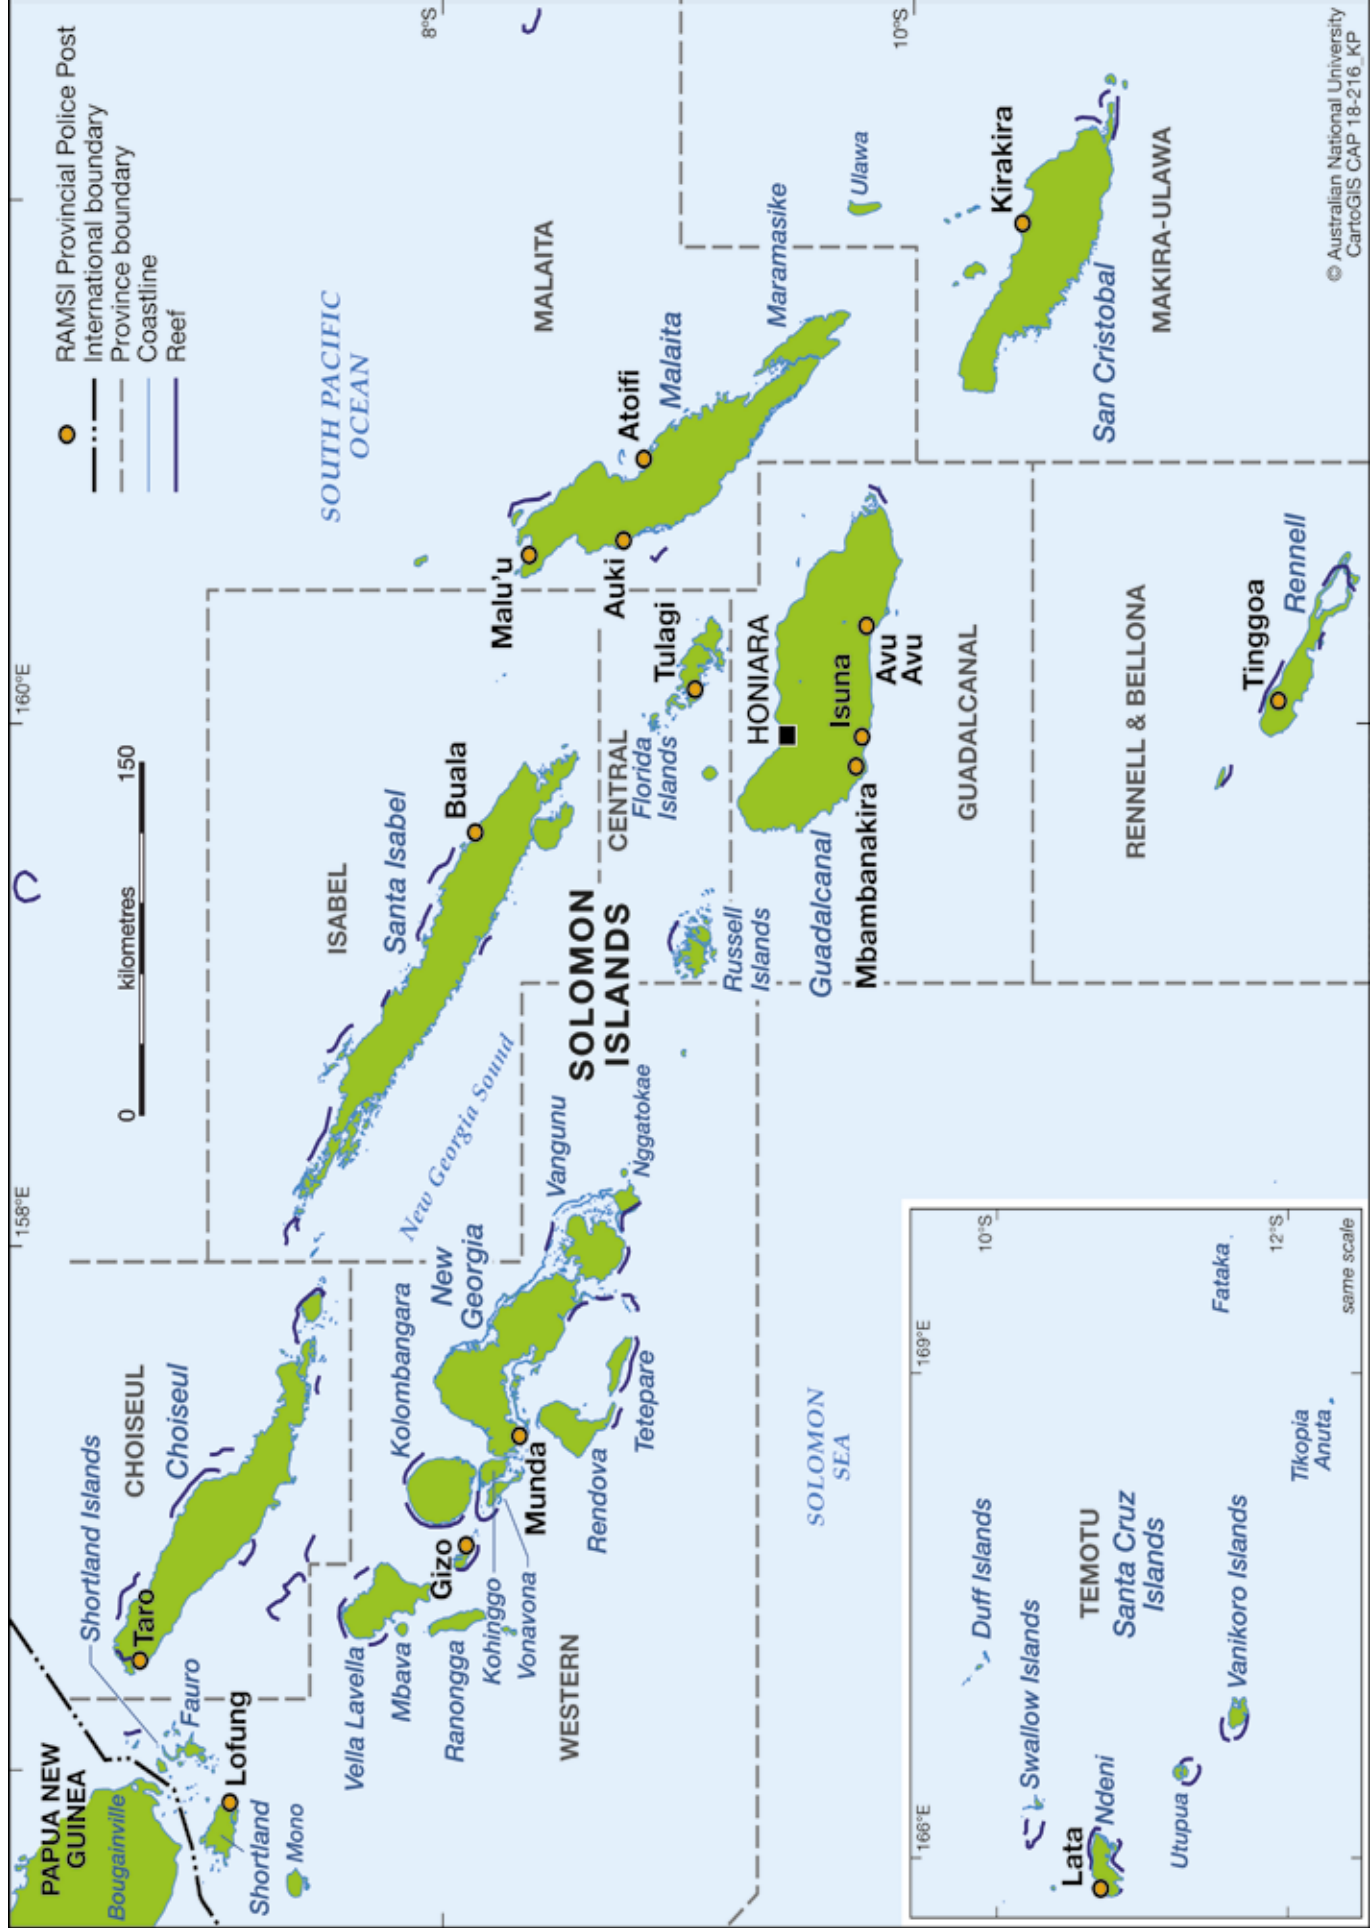 PAPUA NEW
GUINEA
Bougainville
Shortland Islands
Fauro
Lofung
Shortland
Mono
Taro
CHOISEUL
Choiseul
158°E
160°E
0
kilometres
150
RAMSI Provincial Police Post
International boundary
Province boundary
Coastline
Reef
8°S
10°S
SOUTH PACIFIC
OCEAN
ISABEL
Santa Isabel
Buala
New Georgia Sound
Vella Lavella
Mbava
Ranongga
Kohinggo
Vonavona
Gizo
Kolombangara
New
Georgia
Munda
Vangunu
Nggatokae
Rendova
Tetepare
WESTERN
SOLOMON
ISLANDS
CENTRAL
Florida
Islands
Tulagi
Russell
Islands
MALAITA
Malu'u
Auki
Atoifi
Malaita
Maramasike
Ulawa
HONIARA
Isuna
Avu
Avu
Guadalcanal
Mbambanakira
GUADALCANAL
SOLOMON
SEA
Kirakira
San Cristobal
MAKIRA-ULAWA
RENNELL & BELLONA
Tinggoa
Rennell
166°E
169°E
10°S
12°S
Duff Islands
Swallow Islands
Lata
Ndeni
TEMOTU
Santa Cruz
Islands
Utupua
Vanikoro Islands
Fataka
Tikopia
Anuta
same scale
© Australian National University
CartoGIS CAP 18-216_KP